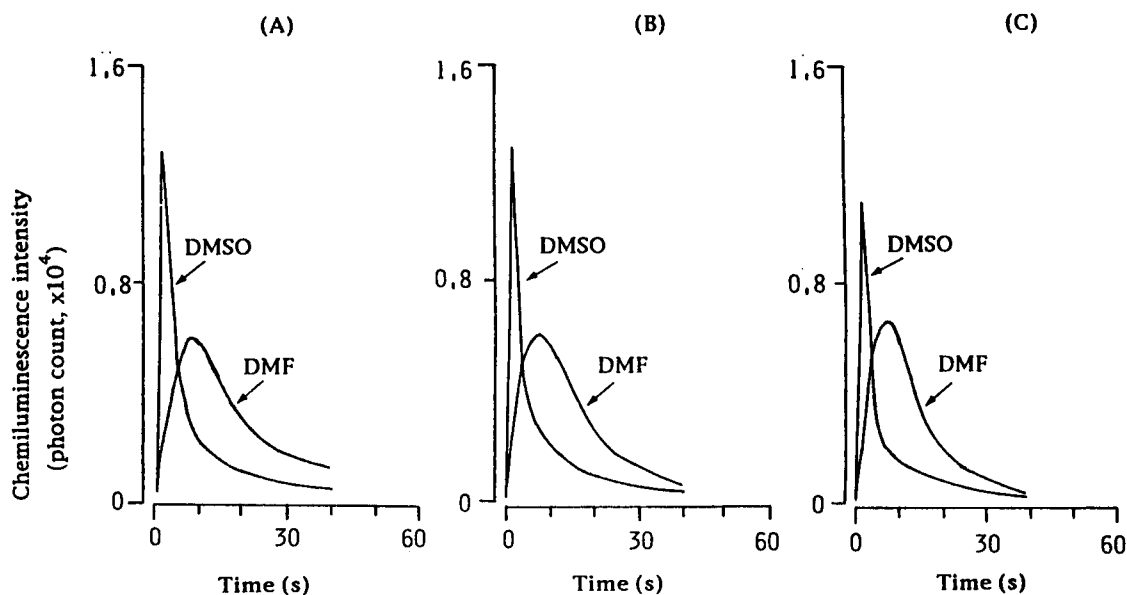 (A)
(B)
(C)
Chemiluminescence intensity
(photon count, x10⁴)
1.6
0.8
0
DMSO
DMF
0
30
60
Time (s)
1.6
0.8
0
DMSO
DMF
0
30
60
Time (s)
1.6
0.8
0
DMSO
DMF
0
30
60
Time (s)